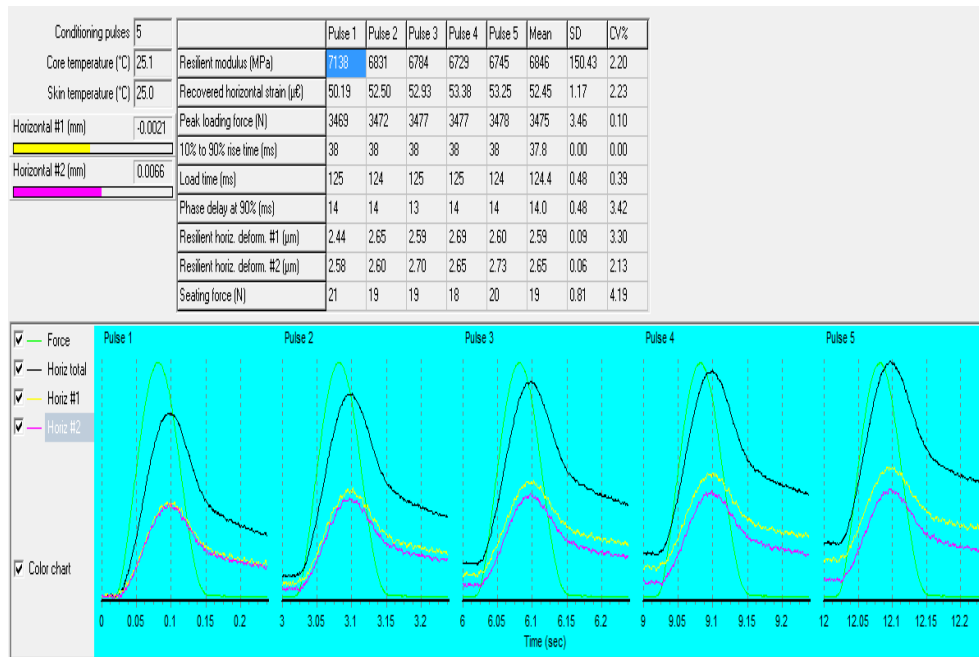 Conditioning pulses 5
Core temperature (°C) 25.1
Skin temperature (°C) 25.0
Horizontal #1 (mm) -0.0021
Horizontal #2 (mm) 0.0066
Pulse 1 Pulse 2 Pulse 3 Pulse 4 Pulse 5 Mean SD CV%
Resilient modulus (MPa) 7138 6831 6784 6729 6745 6846 150.43 2.20
Recovered horizontal strain (µ€) 50.19 52.50 52.93 53.38 53.25 52.45 1.17 2.23
Peak loading force (N) 3469 3472 3477 3477 3478 3475 3.46 0.10
10% to 90% rise time (ms) 38 38 38 38 38 37.8 0.00 0.00
Load time (ms) 125 124 125 125 124 124.4 0.48 0.39
Phase delay at 90% (ms) 14 14 13 14 14 14.0 0.48 3.42
Resilient horiz. deform. #1 (µm) 2.44 2.65 2.59 2.69 2.60 2.59 0.09 3.30
Resilient horiz. deform. #2 (µm) 2.58 2.60 2.70 2.65 2.73 2.65 0.06 2.13
Seating force (N) 21 19 19 18 20 19 0.81 4.19
Force
Horiz total
Horiz #1
Horiz #2
Color chart
Pulse 1 Pulse 2 Pulse 3 Pulse 4 Pulse 5
0 0.05 0.1 0.15 0.2 3 3.05 3.1 3.15 3.2 6 6.05 6.1 6.15 6.2 9 9.05 9.1 9.15 9.2 12 12.05 12.1 12.15 12.2
Time (sec)